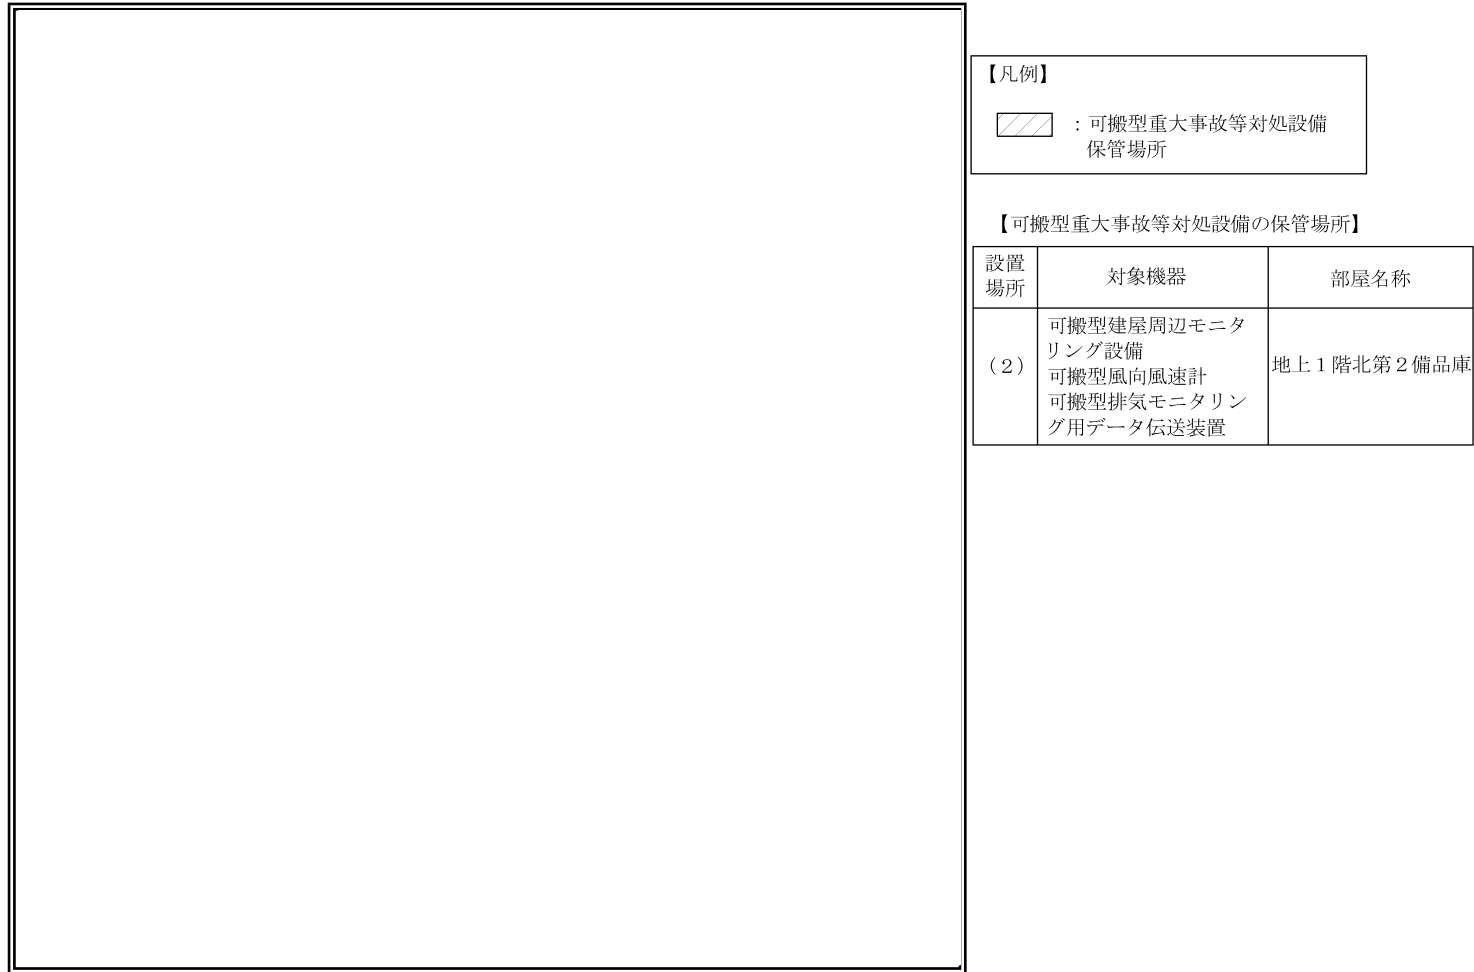 【凡例】
：可搬型重大事故等対処設備
保管場所
【可搬型重大事故等対処設備の保管場所】
設置
場所
対象機器
部屋名称
（２）
可搬型建屋周辺モニタ
リング設備
可搬型風向風速計
可搬型排気モニタリン
グ用データ伝送装置
地上１階北第２備品庫